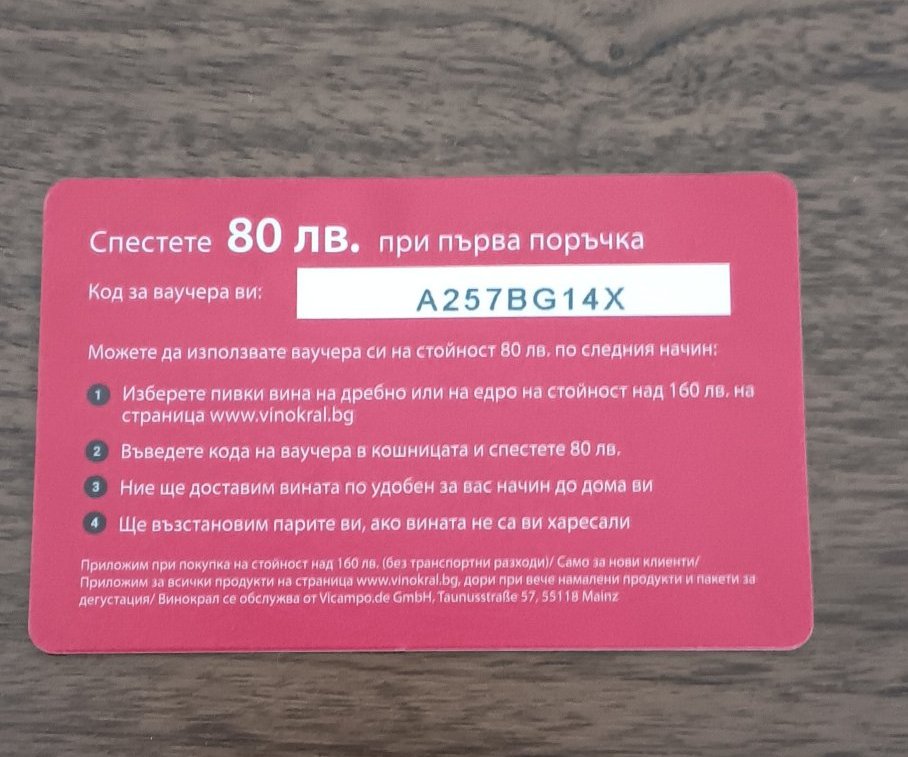 Спестете 80 лв. при първа поръчка
Код за ваучера ви: A257BG14X
Можете да използвате ваучера си на стойност 80 лв. по следния начин:
1 Изберете пивки вина на дребно или на едро на стойност над 160 лв. на
страница www.vinokral.bg
2 Въведете кода на ваучера в кошницата и спестете 80 лв.
3 Ние ще доставим вината по удобен за вас начин до дома ви
4 Ще възстановим парите ви, ако вината не са ви харесали
Приложим при покупка на стойност над 160 лв. (без транспортни разходи)/ Само за нови клиенти/
Приложим за всички продукти на страница www.vinokral.bg, дори при вече намалени продукти и пакети за
дегустация/ Винокрал се обслужва от Vicampo.de GmbH, Taunusstraße 57, 55118 Mainz